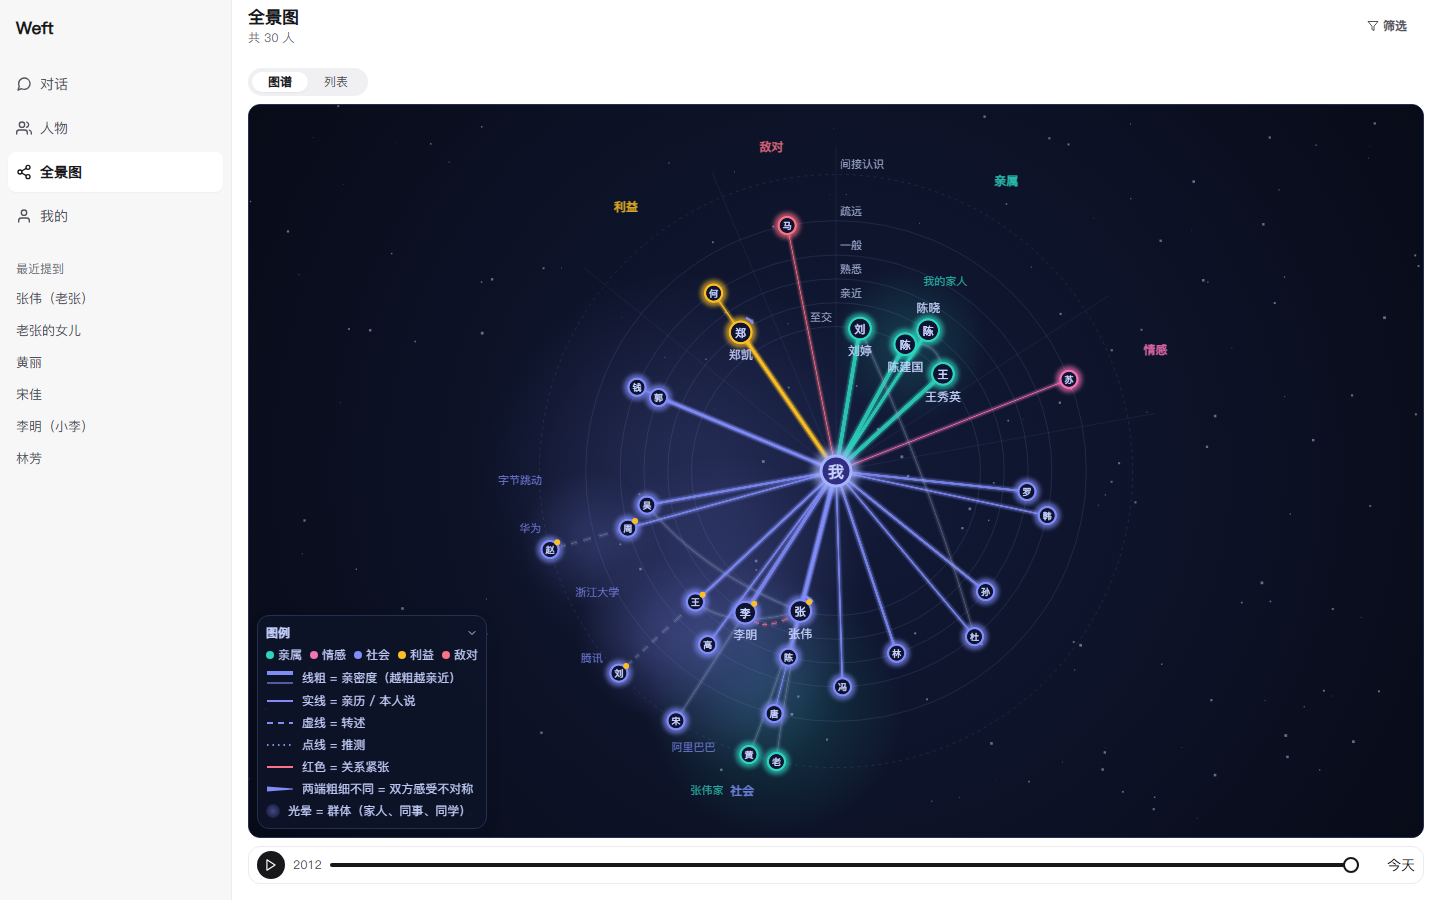 Weft
对话
人物
全景图
我的
最近提到
张伟（老张）
老张的女儿
黄丽
宋佳
李明（小李）
林芳
全景图
共 30 人
筛选
图谱
列表
敌对
间接认识
亲属
利益
疏远
马
一般
熟悉
我的家人
何
亲近
陈晓
至交
郑
刘
陈
陈
郑凯
刘婷
情感
陈建国
王
苏
钱
郭
王秀英
我
字节跳动
罗
吴
韩
华为
周
赵
浙江大学
孙
王
李
张
李明
张伟
杜
高
腾讯
陈
林
刘
冯
宋
唐
阿里巴巴
黄
老
张伟家
社会
图例
亲属 情感 社会 利益 敌对
线粗 = 亲密度（越粗越亲近）
实线 = 亲历 / 本人说
虚线 = 转述
点线 = 推测
红色 = 关系紧张
两端粗细不同 = 双方感受不对称
光晕 = 群体（家人、同事、同学）
2012
今天